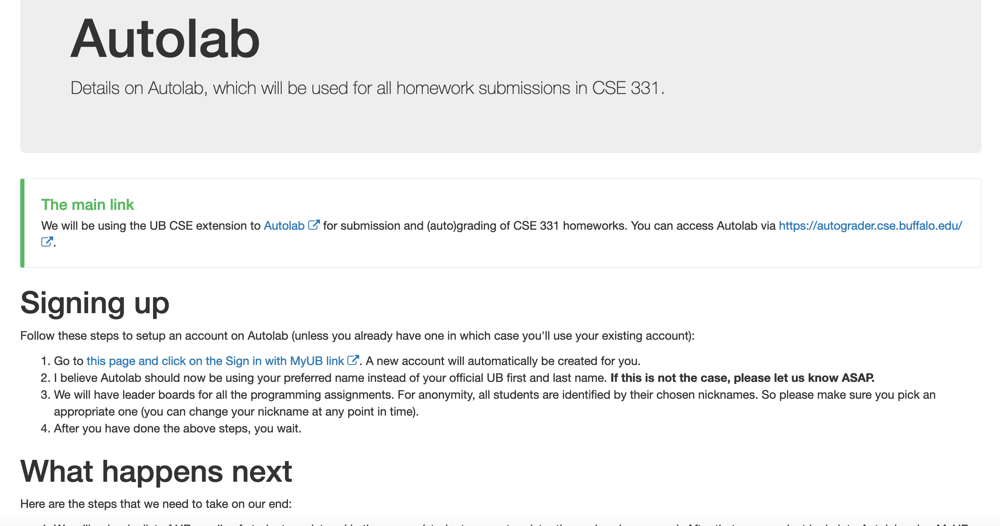 Autolab
Details on Autolab, which will be used for all homework submissions in CSE 331.
The main link
We will be using the UB CSE extension to Autolab for submission and (auto)grading of CSE 331 homeworks. You can access Autolab via https://autograder.cse.buffalo.edu/
.
Signing up
Follow these steps to setup an account on Autolab (unless you already have one in which case you'll use your existing account):
1. Go to this page and click on the Sign in with MyUB link. A new account will automatically be created for you.
2. I believe Autolab should now be using your preferred name instead of your official UB first and last name. If this is not the case, please let us know ASAP.
3. We will have leader boards for all the programming assignments. For anonymity, all students are identified by their chosen nicknames. So please make sure you pick an
appropriate one (you can change your nickname at any point in time).
4. After you have done the above steps, you wait.
What happens next
Here are the steps that we need to take on our end: